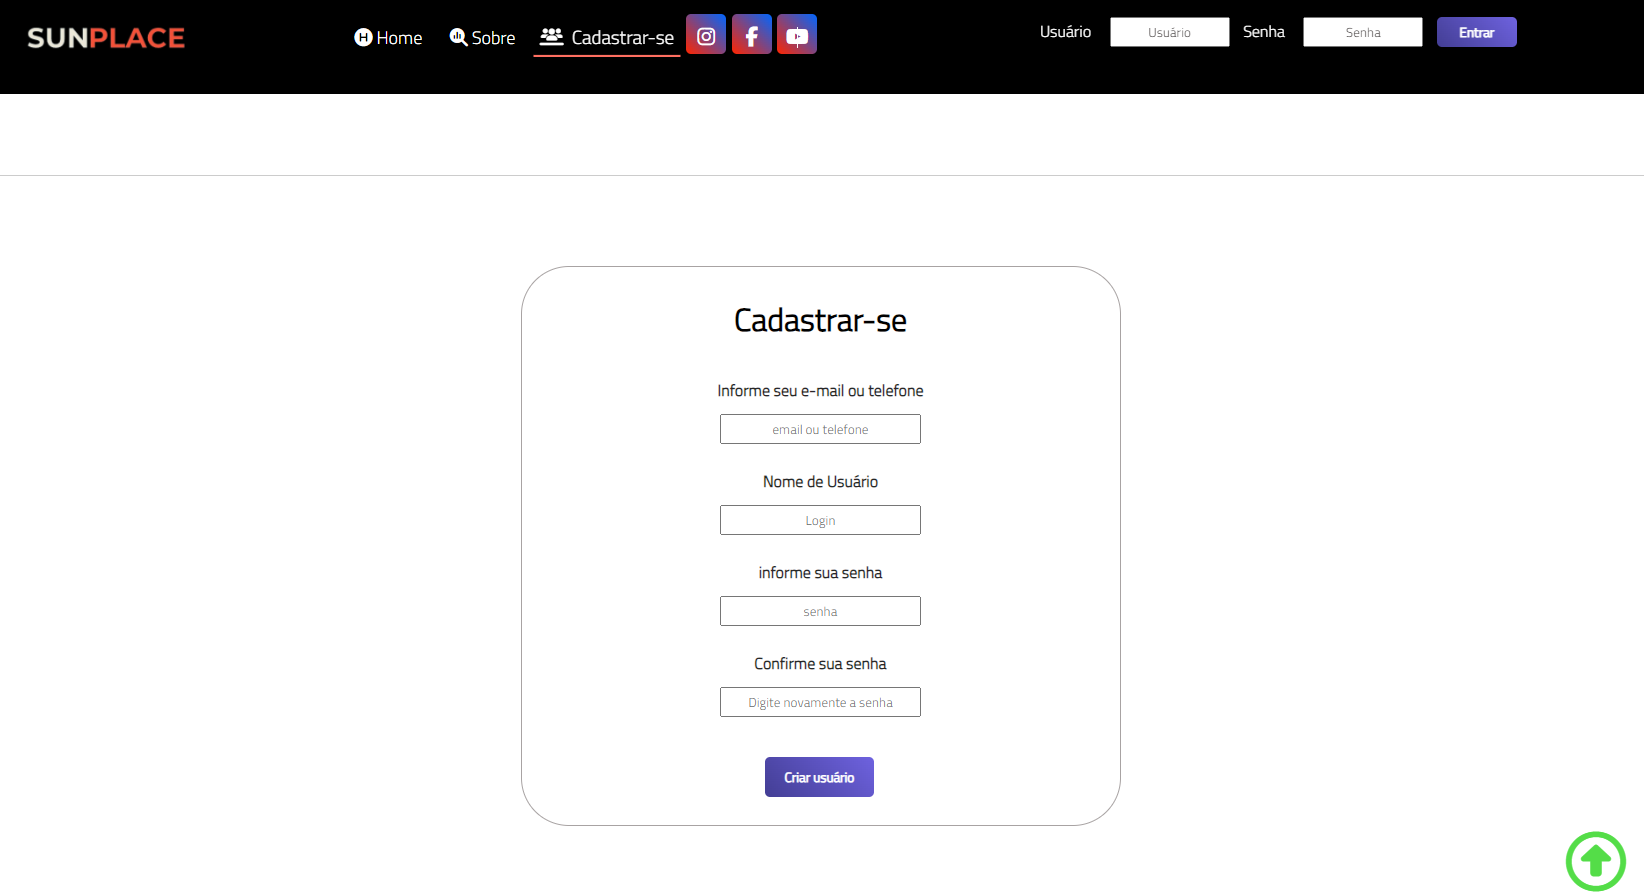 SUNPLACE
Home Sobre Cadastrar-se
Usuário Usuário Senha Senha Entrar
Cadastrar-se
Informe seu e-mail ou telefone
email ou telefone
Nome de Usuário
Login
informe sua senha
senha
Confirme sua senha
Digite novamente a senha
Criar usuário